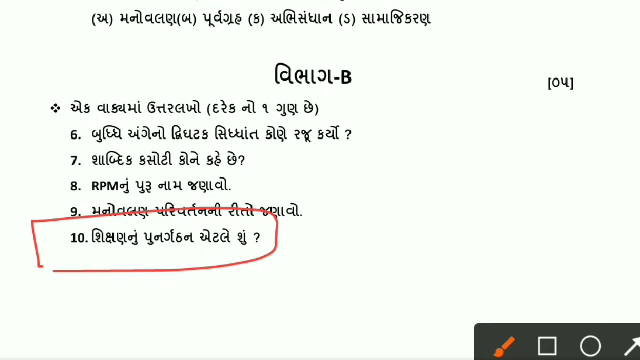 (અ) મનોવલણ(બ) પૂર્વગ્રહ (ક) અભિસંધાન (ડ) સામાજિકરણ
વિભાગ-B
[૦૫]
❖ એક વાક્યમાં ઉત્તરલખો (દરેક નો ૧ ગુણ છે)
6. બુધ્ધિ અંગેનો દ્વિઘટક સિધ્ધાંત કોણે રજૂ કર્યો ?
7. શાબ્દિક કસોટી કોને કહે છે?
8. RPMનું પુરૂ નામ જણાવો.
9. મનોવલણ પરિવર્તનની રીતો જણાવો.
10. શિક્ષણનું પુનર્ગઠન એટલે શું ?